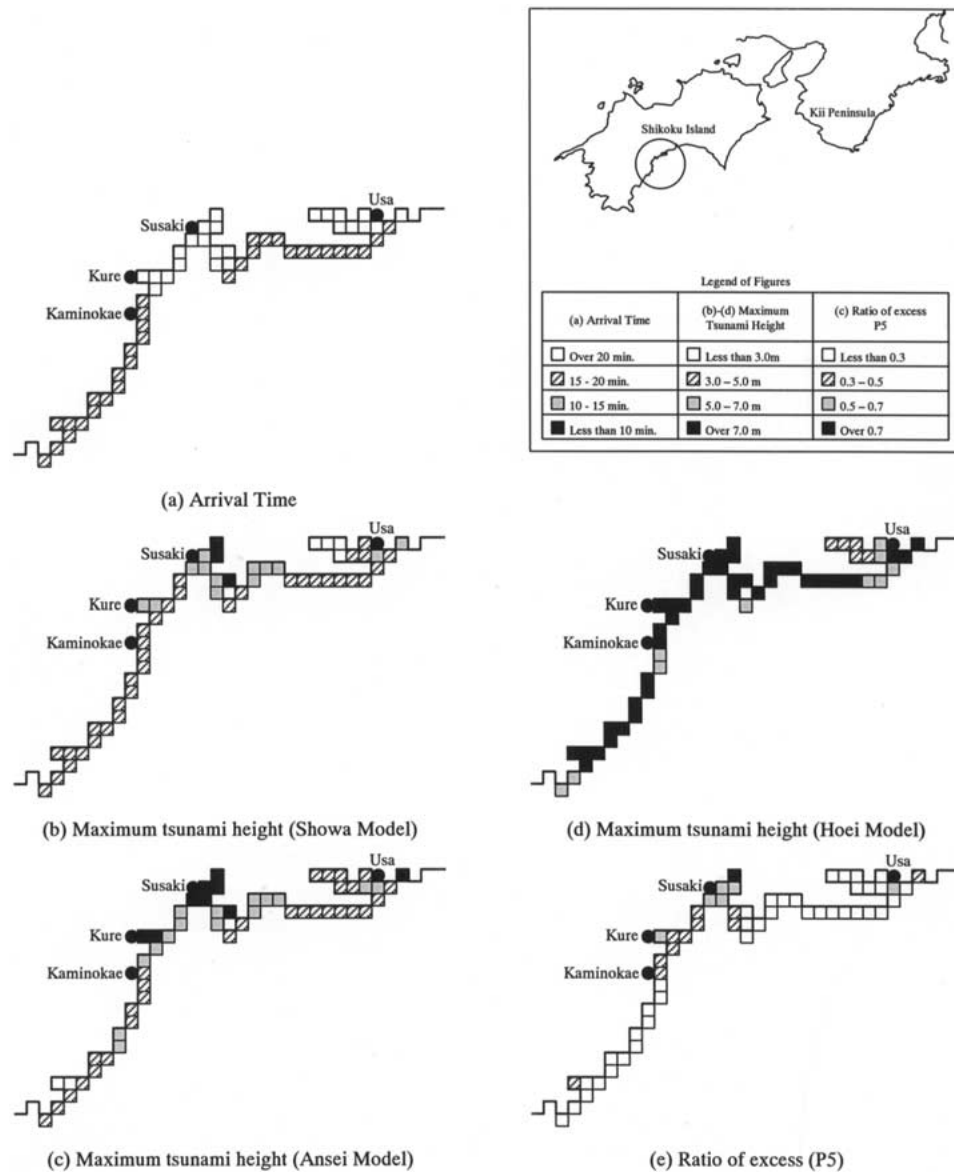 Kii Peninsula
Shikoku Island
Usa
Susaki
Kure
Kaminokae
(a) Arrival Time
Legend of Figures
(a) Arrival Time
(b)-(d) Maximum
Tsunami Height
(c) Ratio of excess
P5
Over 20 min.
Less than 3.0m
Less than 0.3
15 - 20 min.
3.0 – 5.0 m
0.3 – 0.5
10 - 15 min.
5.0 – 7.0 m
0.5 – 0.7
Less than 10 min.
Over 7.0 m
Over 0.7
Usa
Susaki
Kure
Kaminokae
(b) Maximum tsunami height (Showa Model)
Usa
Susaki
Kure
Kaminokae
(d) Maximum tsunami height (Hoei Model)
Usa
Susaki
Kure
Kaminokae
(c) Maximum tsunami height (Ansei Model)
Usa
Susaki
Kure
Kaminokae
(e) Ratio of excess (P5)